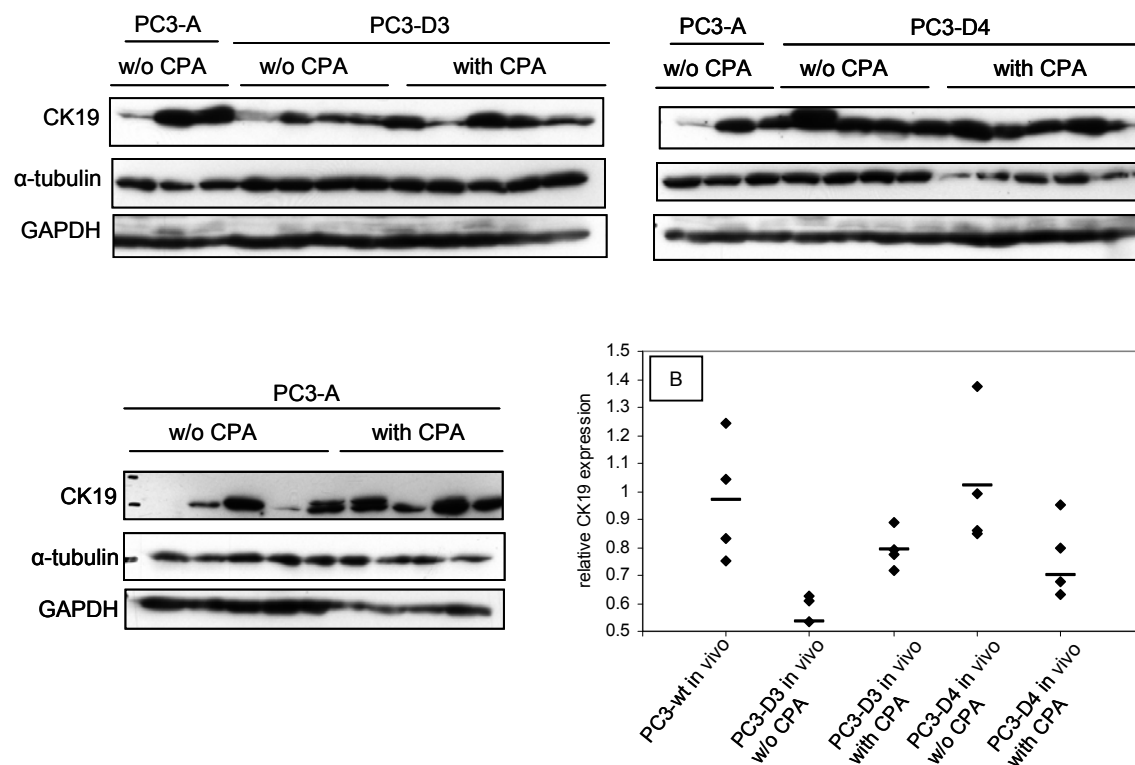 PC3-A PC3-D3
w/o CPA w/o CPA with CPA
CK19
α-tubulin
GAPDH
PC3-A PC3-D4
w/o CPA w/o CPA with CPA
PC3-A
w/o CPA with CPA
CK19
α-tubulin
GAPDH
B
relative CK19 expression
1.5
1.4
1.3
1.2
1.1
1
0.9
0.8
0.7
0.6
0.5
PC3-wt in vivo
PC3-D3 in vivo
w/o CPA
PC3-D3 in vivo
with CPA
PC3-D4 in vivo
w/o CPA
PC3-D4 in vivo
with CPA